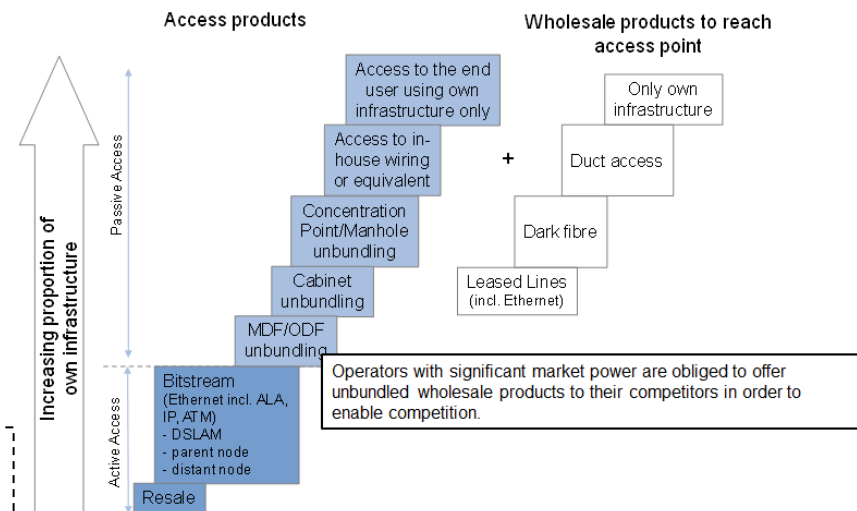 Access products
Wholesale products to reach
access point
Increasing proportion of
own infrastructure
Passive Access
Active Access
Access to the end
user using own
infrastructure only
Access to in-
house wiring
or equivalent
Concentration
Point/Manhole
unbundling
Cabinet
unbundling
MDF/ODF
unbundling
Bitstream
(Ethernet incl. ALA,
IP, ATM)
- DSLAM
- parent node
- distant node
Resale
+
Only own
infrastructure
Duct access
Dark fibre
Leased Lines
(incl. Ethernet)
Operators with significant market power are obliged to offer
unbundled wholesale products to their competitors in order to
enable competition.